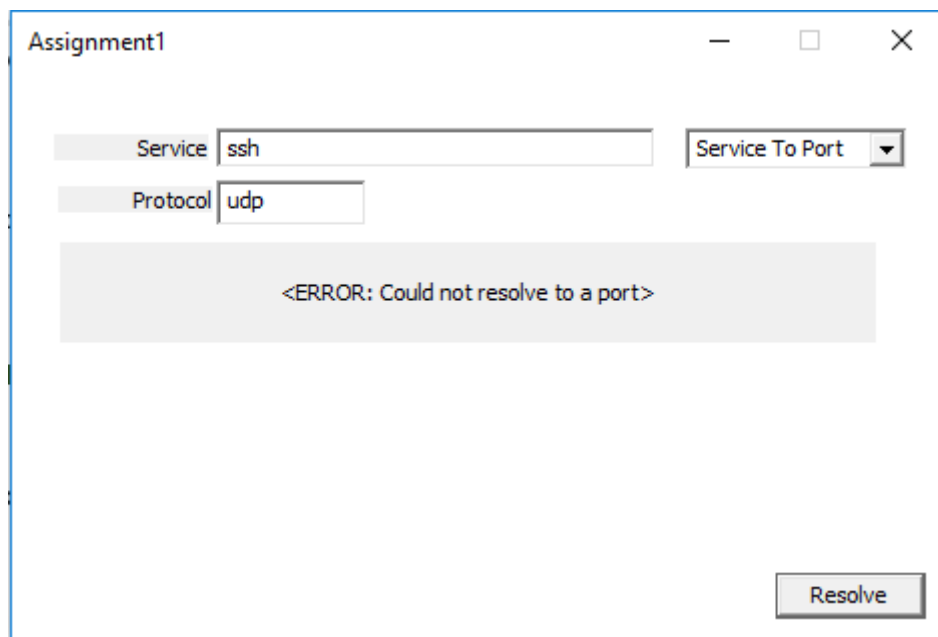 Assignment1
Service ssh Service To Port
Protocol udp
<ERROR: Could not resolve to a port>
Resolve